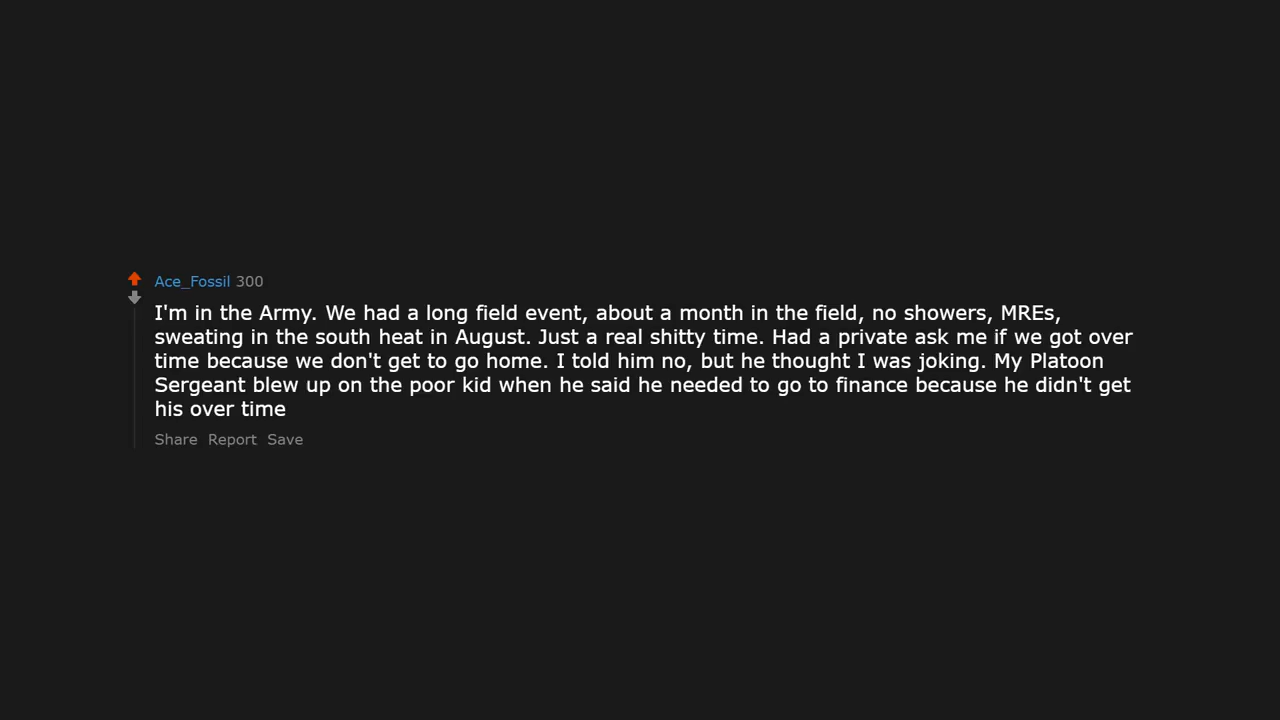 Ace_Fossil 300
I'm in the Army. We had a long field event, about a month in the field, no showers, MREs,
sweating in the south heat in August. Just a real shitty time. Had a private ask me if we got over
time because we don't get to go home. I told him no, but he thought I was joking. My Platoon
Sergeant blew up on the poor kid when he said he needed to go to finance because he didn't get
his over time
Share Report Save